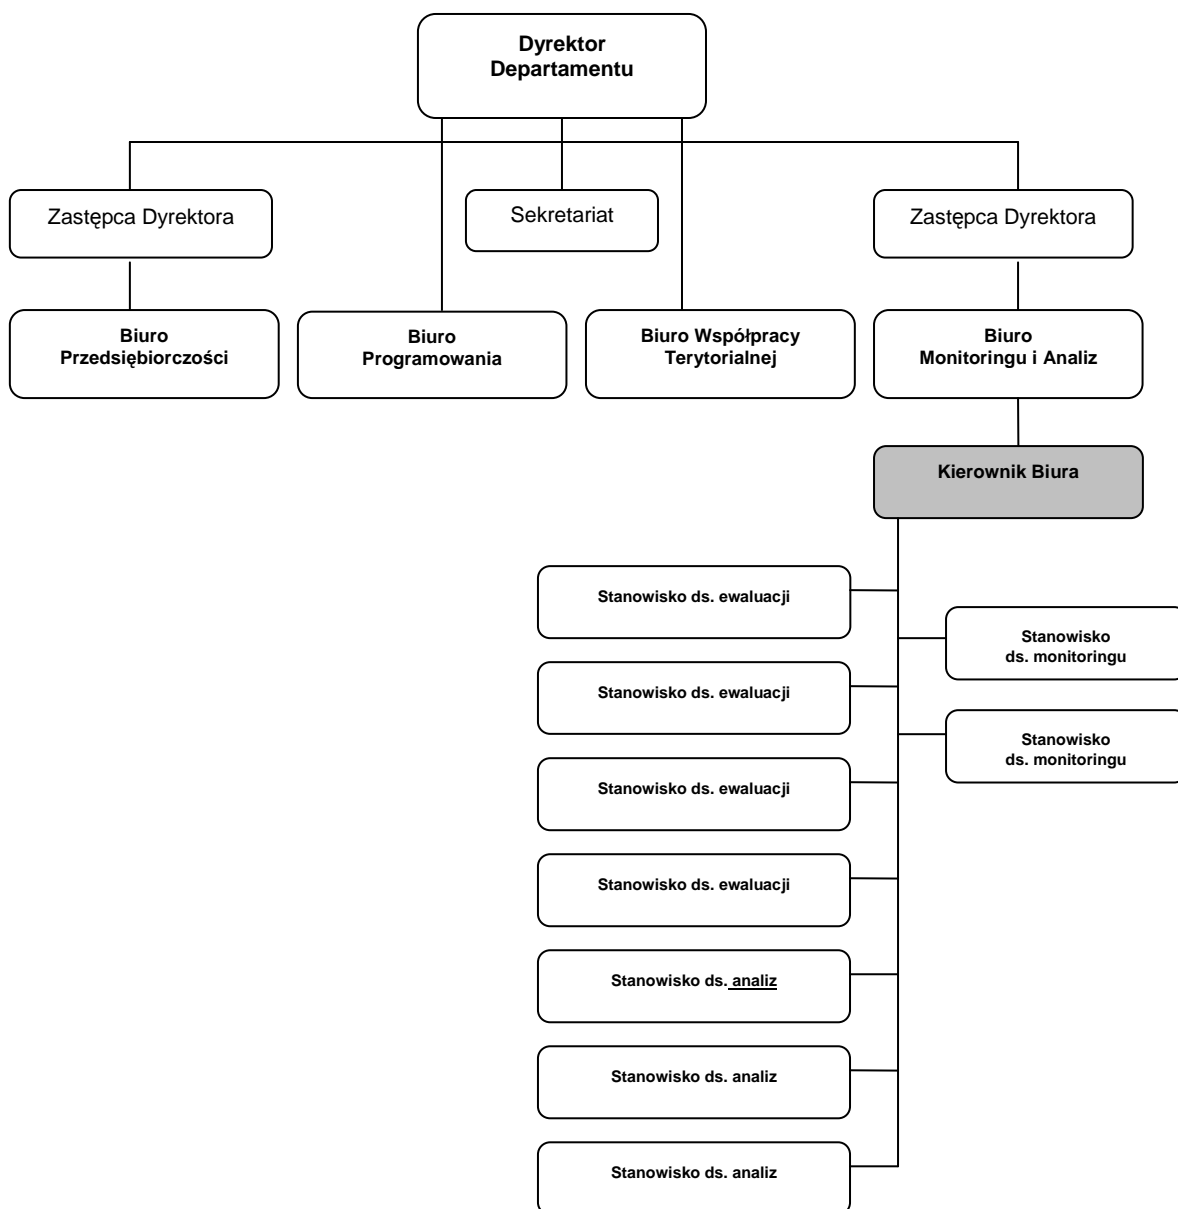 Dyrektor
Departamentu
Zastępca Dyrektora
Sekretariat
Zastępca Dyrektora
Biuro
Przedsiębiorczości
Biuro
Programowania
Biuro Współpracy
Terytorialnej
Biuro
Monitoringu i Analiz
Kierownik Biura
Stanowisko ds. ewaluacji
Stanowisko
ds. monitoringu
Stanowisko ds. ewaluacji
Stanowisko
ds. monitoringu
Stanowisko ds. ewaluacji
Stanowisko ds. ewaluacji
Stanowisko ds. analiz
Stanowisko ds. analiz
Stanowisko ds. analiz